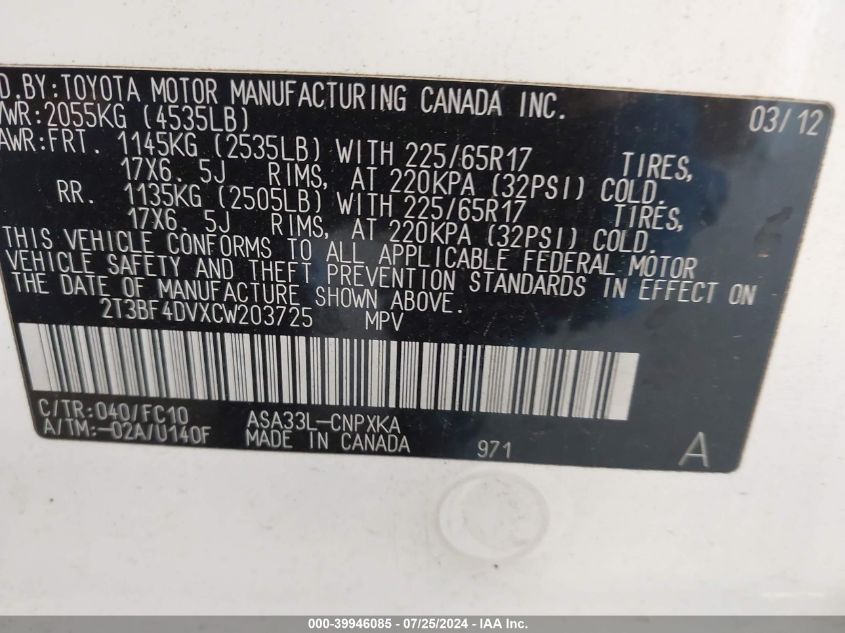 D.BY:TOYOTA MOTOR MANUFACTURING CANADA INC. 03/12
WR:2055KG (4535LB)
AWR:FRT. 1145KG (2535LB) WITH 225/65R17 TIRES,
17X6. 5J RIMS, AT 220KPA (32PSI) COLD.
RR. 1135KG (2505LB) WITH 225/65R17 TIRES,
17X6. 5J RIMS, AT 220KPA (32PSI) COLD.
THIS VEHICLE CONFORMS TO ALL APPLICABLE FEDERAL MOTOR
VEHICLE SAFETY AND THEFT PREVENTION STANDARDS IN EFFECT ON
THE DATE OF MANUFACTURE SHOWN ABOVE.
2T3BF4DVXCW203725 MPV
C/TR:040/FC10 ASA33L-CNPXKA
A/TM:-02A/U140F MADE IN CANADA 971 A
000-39946085 - 07/25/2024 - IAA Inc.